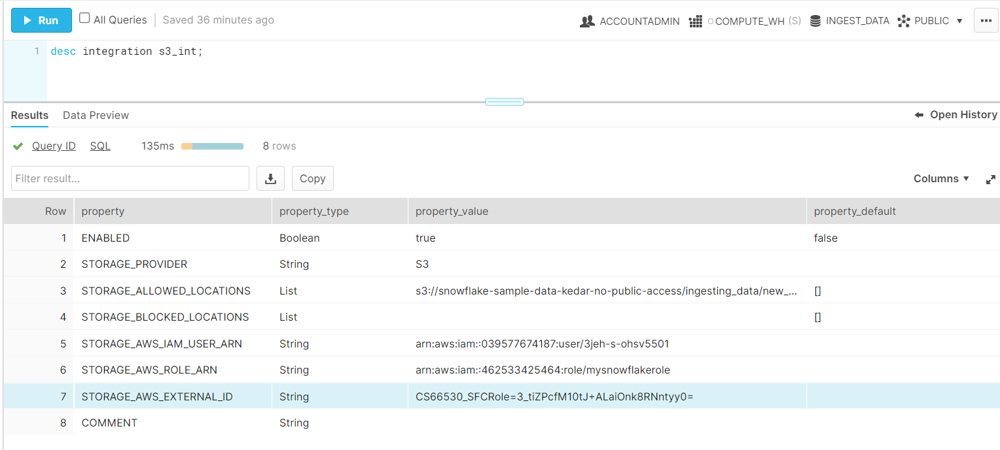 Run All Queries Saved 36 minutes ago ACCOUNTADMIN COMPUTE_WH (S) INGEST_DATA PUBLIC
1 desc integration s3_int;
Results Data Preview Open History
Query ID SQL 135ms 8 rows
Filter result... Copy Columns
Row property property_type property_value property_default
1 ENABLED Boolean true false
2 STORAGE_PROVIDER String S3
3 STORAGE_ALLOWED_LOCATIONS List s3://snowflake-sample-data-kedar-no-public-access/ingesting_data/new_... []
4 STORAGE_BLOCKED_LOCATIONS List []
5 STORAGE_AWS_IAM_USER_ARN String arn:aws:iam::039577674187:user/3jeh-s-ohsv5501
6 STORAGE_AWS_ROLE_ARN String arn:aws:iam::462533425464:role/mysnowflakerole
7 STORAGE_AWS_EXTERNAL_ID String CS66530_SFCRole=3_tiZPcfM10tJ+ALaiOnk8RNntyy0=
8 COMMENT String